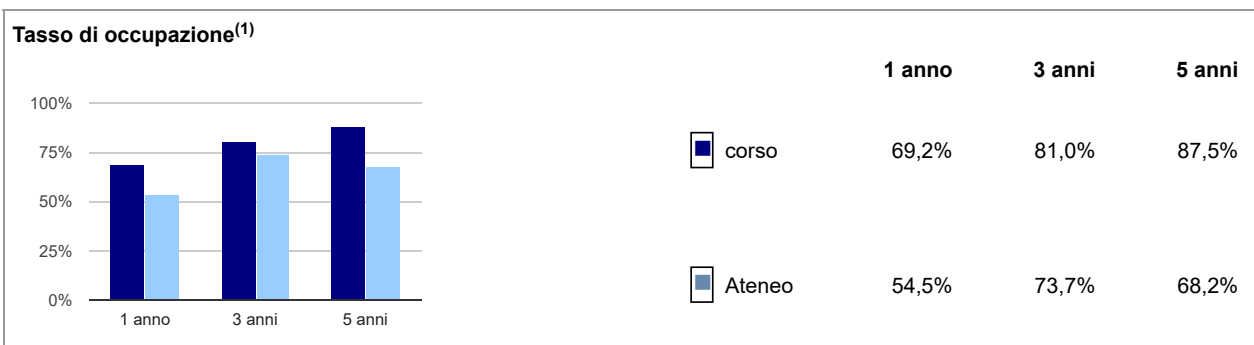 Tasso di occupazione(1)
1 anno 3 anni 5 anni
100%
75%
50%
25%
0%
1 anno 3 anni 5 anni
corso 69,2% 81,0% 87,5%
Ateneo 54,5% 73,7% 68,2%